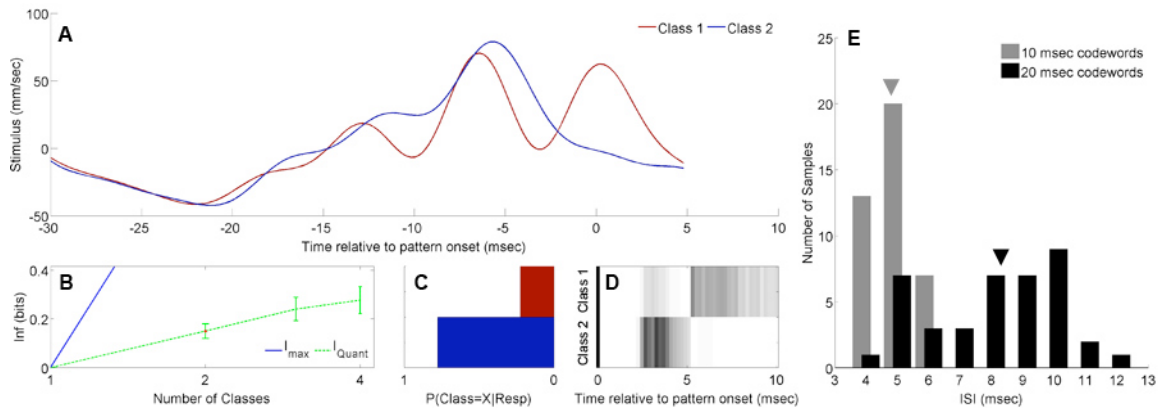 A
Class 1
Class 2
100
50
0
-50
Stimulus (mm/sec)
-30
-25
-20
-15
-10
-5
0
5
10
Time relative to pattern onset (msec)
B
0.4
0.2
0
Inf (bits)
I_max
I_Quant
1
2
4
Number of Classes
C
1
0
P(Class=X|Resp)
D
Class 1
Class 2
0
5
10
Time relative to pattern onset (msec)
E
10 msec codewords
20 msec codewords
25
20
15
10
5
0
Number of Samples
3
4
5
6
7
8
9
10
11
12
13
ISI (msec)